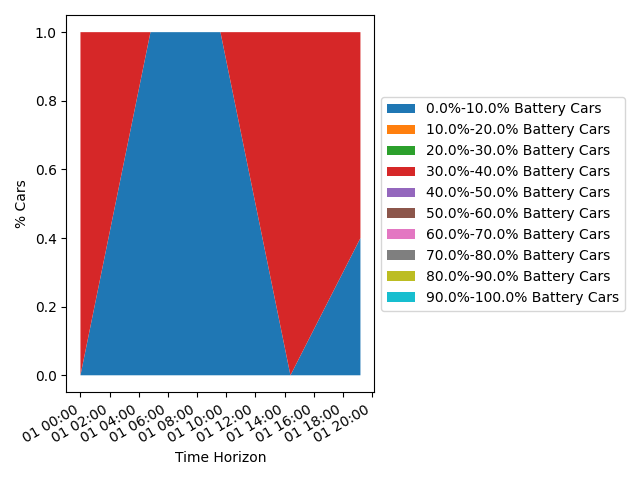 1.0
0.8
0.6
0.4
0.2
0.0
% Cars
01 00:00
01 02:00
01 04:00
01 06:00
01 08:00
01 10:00
01 12:00
01 14:00
01 16:00
01 18:00
01 20:00
Time Horizon
0.0%-10.0% Battery Cars
10.0%-20.0% Battery Cars
20.0%-30.0% Battery Cars
30.0%-40.0% Battery Cars
40.0%-50.0% Battery Cars
50.0%-60.0% Battery Cars
60.0%-70.0% Battery Cars
70.0%-80.0% Battery Cars
80.0%-90.0% Battery Cars
90.0%-100.0% Battery Cars